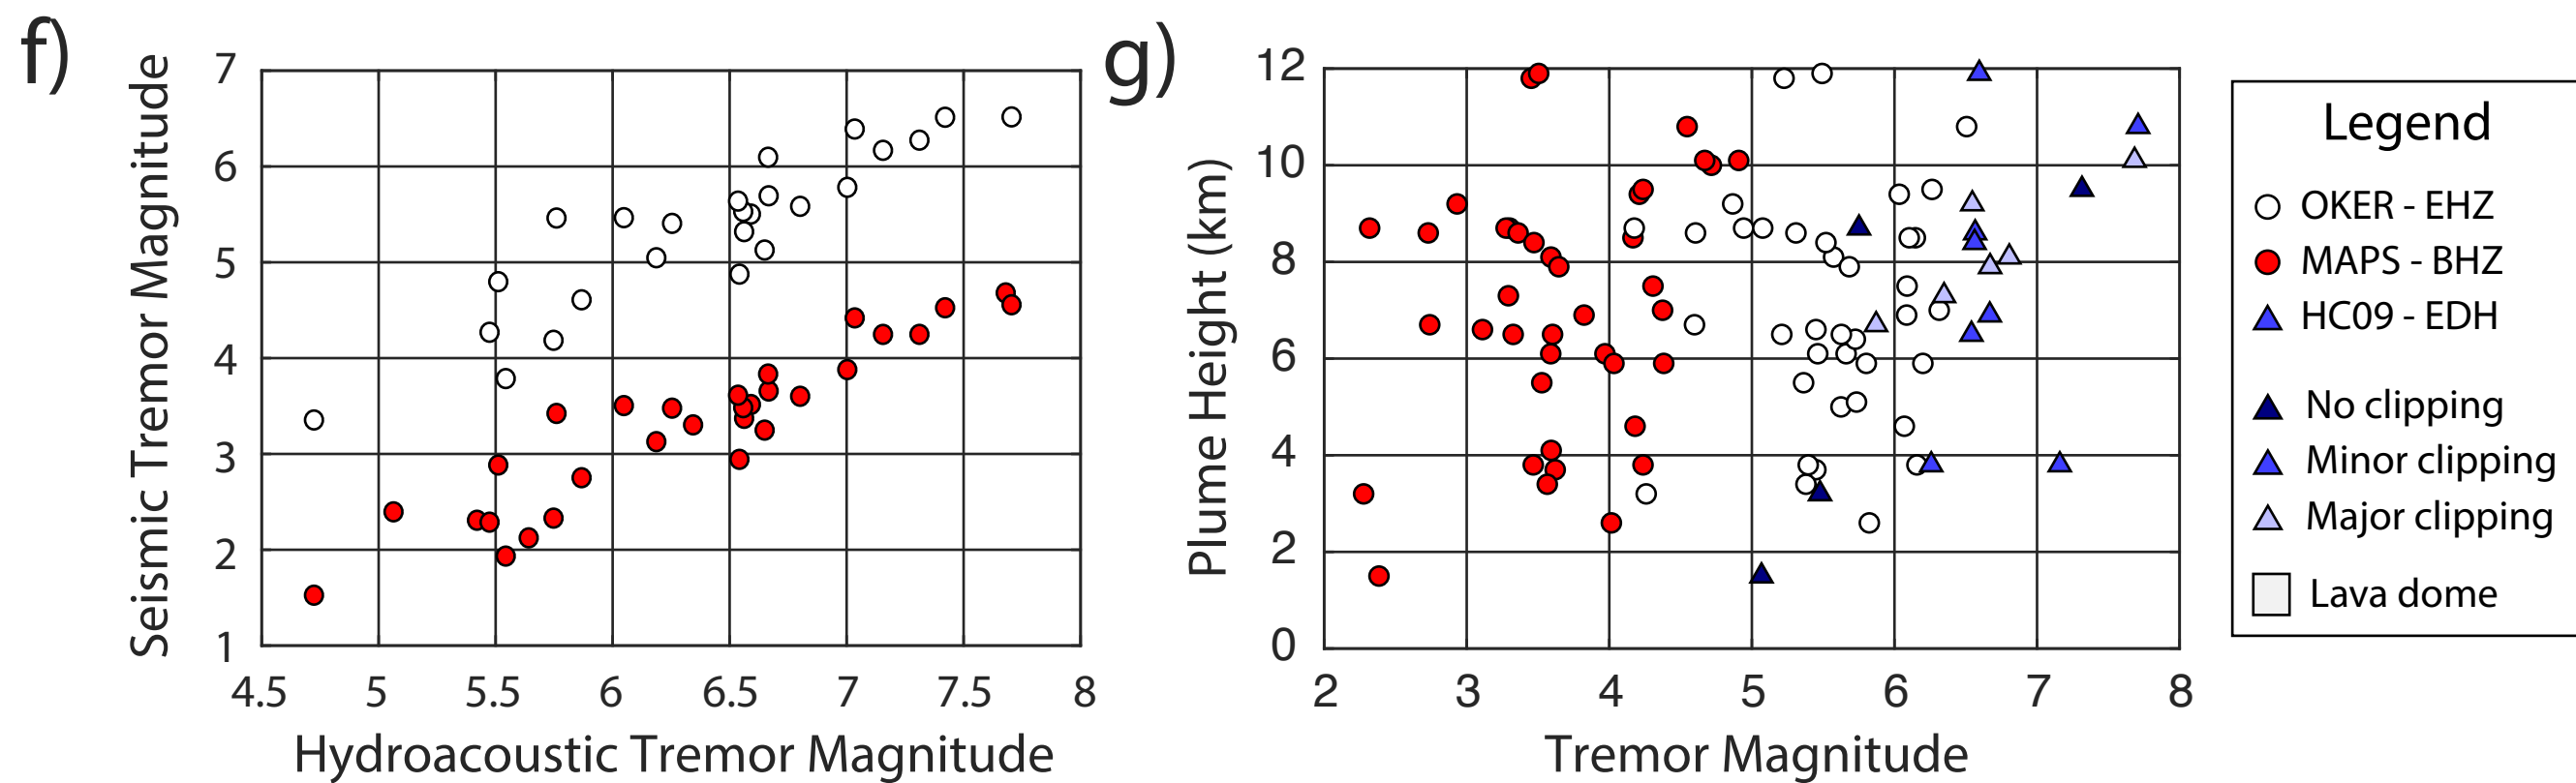 f)
Seismic Tremor Magnitude
7
6
5
4
3
2
1
4.5 5 5.5 6 6.5 7 7.5 8
Hydroacoustic Tremor Magnitude
g)
Plume Height (km)
12
10
8
6
4
2
0
2 3 4 5 6 7 8
Tremor Magnitude
Legend
OKER - EHZ
MAPS - BHZ
HC09 - EDH
No clipping
Minor clipping
Major clipping
Lava dome